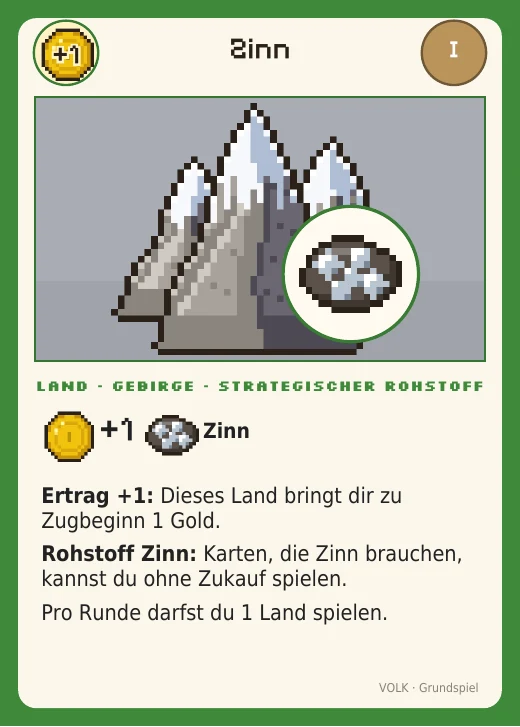 +1
Zinn
I
LAND · GEBIRGE · STRATEGISCHER ROHSTOFF
+1 Zinn
Ertrag +1: Dieses Land bringt dir zu
Zugbeginn 1 Gold.
Rohstoff Zinn: Karten, die Zinn brauchen,
kannst du ohne Zukauf spielen.
Pro Runde darfst du 1 Land spielen.
VOLK · Grundspiel